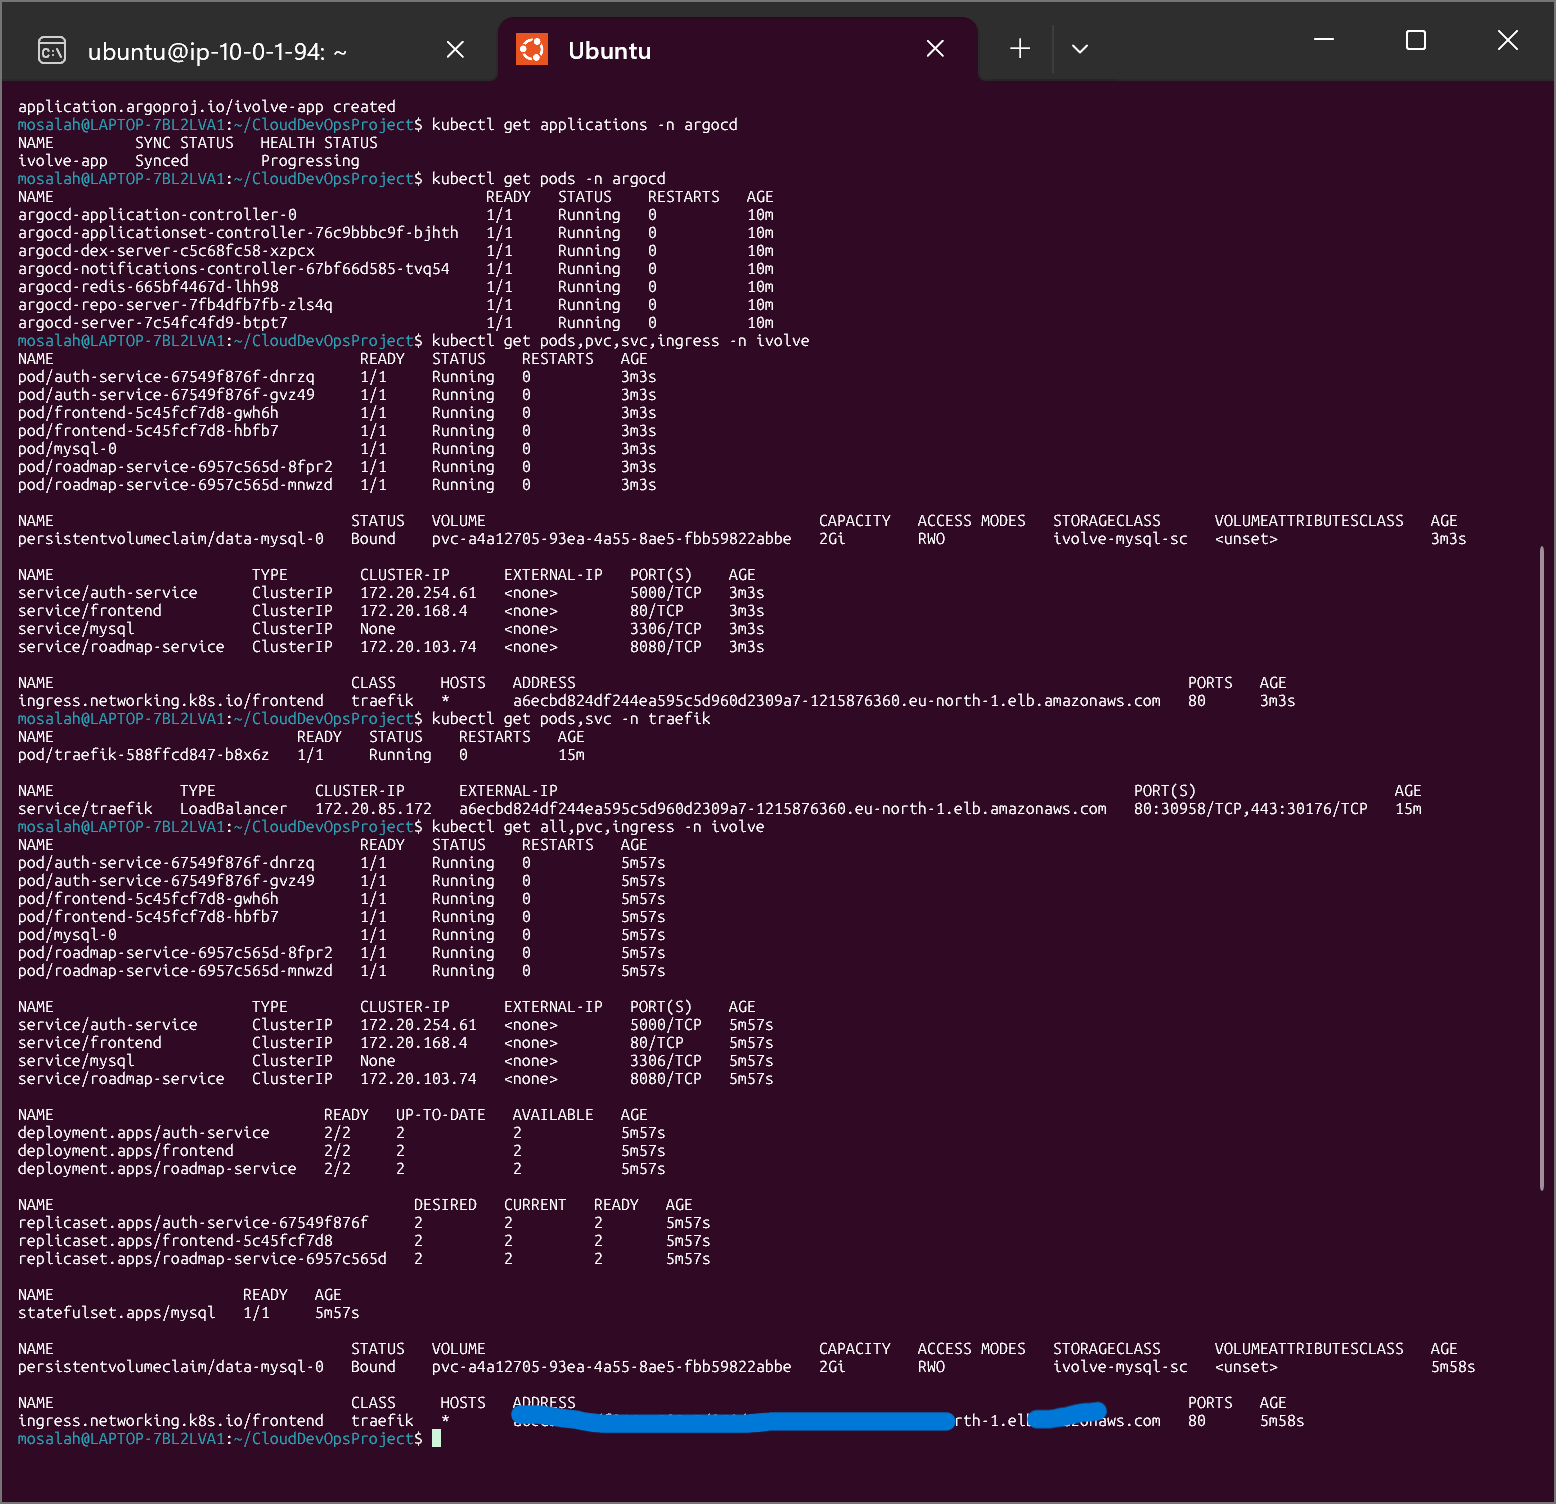 ubuntu@ip-10-0-1-94: ~
Ubuntu
application.argoproj.io/ivolve-app created
mosalah@LAPTOP-7BL2LVA1:~/CloudDevOpsProject$ kubectl get applications -n argocd
NAME SYNC STATUS HEALTH STATUS
ivolve-app Synced Progressing
mosalah@LAPTOP-7BL2LVA1:~/CloudDevOpsProject$ kubectl get pods -n argocd
NAME READY STATUS RESTARTS AGE
argocd-application-controller-0 1/1 Running 0 10m
argocd-applicationset-controller-76c9bbbc9f-bjhth 1/1 Running 0 10m
argocd-dex-server-c5c68fc58-xzpcx 1/1 Running 0 10m
argocd-notifications-controller-67bf66d585-tvq54 1/1 Running 0 10m
argocd-redis-665bf4467d-lhh98 1/1 Running 0 10m
argocd-repo-server-7fb4dfb7fb-zls4q 1/1 Running 0 10m
argocd-server-7c54fc4fd9-btpt7 1/1 Running 0 10m
mosalah@LAPTOP-7BL2LVA1:~/CloudDevOpsProject$ kubectl get pods,pvc,svc,ingress -n ivolve
NAME READY STATUS RESTARTS AGE
pod/auth-service-67549f876f-dnrzq 1/1 Running 0 3m3s
pod/auth-service-67549f876f-gvz49 1/1 Running 0 3m3s
pod/frontend-5c45fcf7d8-gwh6h 1/1 Running 0 3m3s
pod/frontend-5c45fcf7d8-hbfb7 1/1 Running 0 3m3s
pod/mysql-0 1/1 Running 0 3m3s
pod/roadmap-service-6957c565d-8fpr2 1/1 Running 0 3m3s
pod/roadmap-service-6957c565d-mnwzd 1/1 Running 0 3m3s
NAME STATUS VOLUME CAPACITY ACCESS MODES STORAGECLASS VOLUMEATTRIBUTESCLASS AGE
persistentvolumeclaim/data-mysql-0 Bound pvc-a4a12705-93ea-4a55-8ae5-fbb59822abbe 2Gi RWO ivolve-mysql-sc <unset> 3m3s
NAME TYPE CLUSTER-IP EXTERNAL-IP PORT(S) AGE
service/auth-service ClusterIP 172.20.254.61 <none> 5000/TCP 3m3s
service/frontend ClusterIP 172.20.168.4 <none> 80/TCP 3m3s
service/mysql ClusterIP None <none> 3306/TCP 3m3s
service/roadmap-service ClusterIP 172.20.103.74 <none> 8080/TCP 3m3s
NAME CLASS HOSTS ADDRESS PORTS AGE
ingress.networking.k8s.io/frontend traefik * a6ecbd824df244ea595c5d960d2309a7-1215876360.eu-north-1.elb.amazonaws.com 80 3m3s
mosalah@LAPTOP-7BL2LVA1:~/CloudDevOpsProject$ kubectl get pods,svc -n traefik
NAME READY STATUS RESTARTS AGE
pod/traefik-588ffcd847-b8x6z 1/1 Running 0 15m
NAME TYPE CLUSTER-IP EXTERNAL-IP PORT(S) AGE
service/traefik LoadBalancer 172.20.85.172 a6ecbd824df244ea595c5d960d2309a7-1215876360.eu-north-1.elb.amazonaws.com 80:30958/TCP,443:30176/TCP 15m
mosalah@LAPTOP-7BL2LVA1:~/CloudDevOpsProject$ kubectl get all,pvc,ingress -n ivolve
NAME READY STATUS RESTARTS AGE
pod/auth-service-67549f876f-dnrzq 1/1 Running 0 5m57s
pod/auth-service-67549f876f-gvz49 1/1 Running 0 5m57s
pod/frontend-5c45fcf7d8-gwh6h 1/1 Running 0 5m57s
pod/frontend-5c45fcf7d8-hbfb7 1/1 Running 0 5m57s
pod/mysql-0 1/1 Running 0 5m57s
pod/roadmap-service-6957c565d-8fpr2 1/1 Running 0 5m57s
pod/roadmap-service-6957c565d-mnwzd 1/1 Running 0 5m57s
NAME TYPE CLUSTER-IP EXTERNAL-IP PORT(S) AGE
service/auth-service ClusterIP 172.20.254.61 <none> 5000/TCP 5m57s
service/frontend ClusterIP 172.20.168.4 <none> 80/TCP 5m57s
service/mysql ClusterIP None <none> 3306/TCP 5m57s
service/roadmap-service ClusterIP 172.20.103.74 <none> 8080/TCP 5m57s
NAME READY UP-TO-DATE AVAILABLE AGE
deployment.apps/auth-service 2/2 2 2 5m57s
deployment.apps/frontend 2/2 2 2 5m57s
deployment.apps/roadmap-service 2/2 2 2 5m57s
NAME DESIRED CURRENT READY AGE
replicaset.apps/auth-service-67549f876f 2 2 2 5m57s
replicaset.apps/frontend-5c45fcf7d8 2 2 2 5m57s
replicaset.apps/roadmap-service-6957c565d 2 2 2 5m57s
NAME READY AGE
statefulset.apps/mysql 1/1 5m57s
NAME STATUS VOLUME CAPACITY ACCESS MODES STORAGECLASS VOLUMEATTRIBUTESCLASS AGE
persistentvolumeclaim/data-mysql-0 Bound pvc-a4a12705-93ea-4a55-8ae5-fbb59822abbe 2Gi RWO ivolve-mysql-sc <unset> 5m58s
NAME CLASS HOSTS ADDRESS PORTS AGE
ingress.networking.k8s.io/frontend traefik * 80 5m58s
mosalah@LAPTOP-7BL2LVA1:~/CloudDevOpsProject$